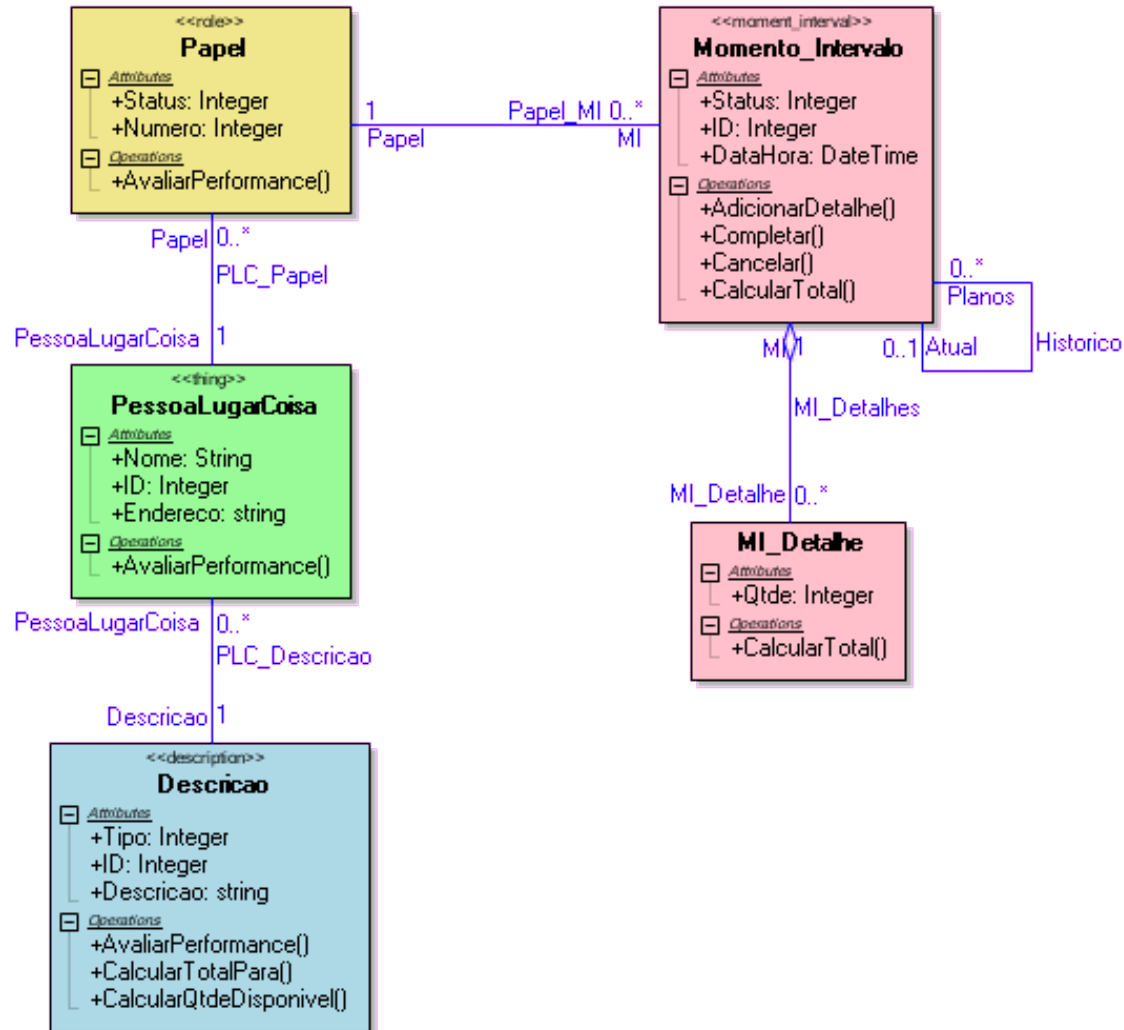 <<role>>
Papel
Attributes
+Status: Integer
+Numero: Integer
Operations
+AvaliarPerformance()
1
Papel
Papel_MI 0..*
MI
<<moment_interval>>
Momento_Intervalo
Attributes
+Status: Integer
+ID: Integer
+DataHora: DateTime
Operations
+AdicionarDetalhe()
+Completar()
+Cancelar()
+CalcularTotal()
0..*
Planos
0..1 Atual
Historico
MI 1
MI_Detalhes
MI_Detalhe 0..*
MI_Detalhe
Attributes
+Qtde: Integer
Operations
+CalcularTotal()
Papel 0..*
PLC_Papel
PessoaLugarCoisa 1
<<thing>>
PessoaLugarCoisa
Attributes
+Nome: String
+ID: Integer
+Endereco: string
Operations
+AvaliarPerformance()
PessoaLugarCoisa 0..*
PLC_Descricao
Descricao 1
<<description>>
Descricao
Attributes
+Tipo: Integer
+ID: Integer
+Descricao: string
Operations
+AvaliarPerformance()
+CalcularTotalPara()
+CalcularQtdeDisponivel()